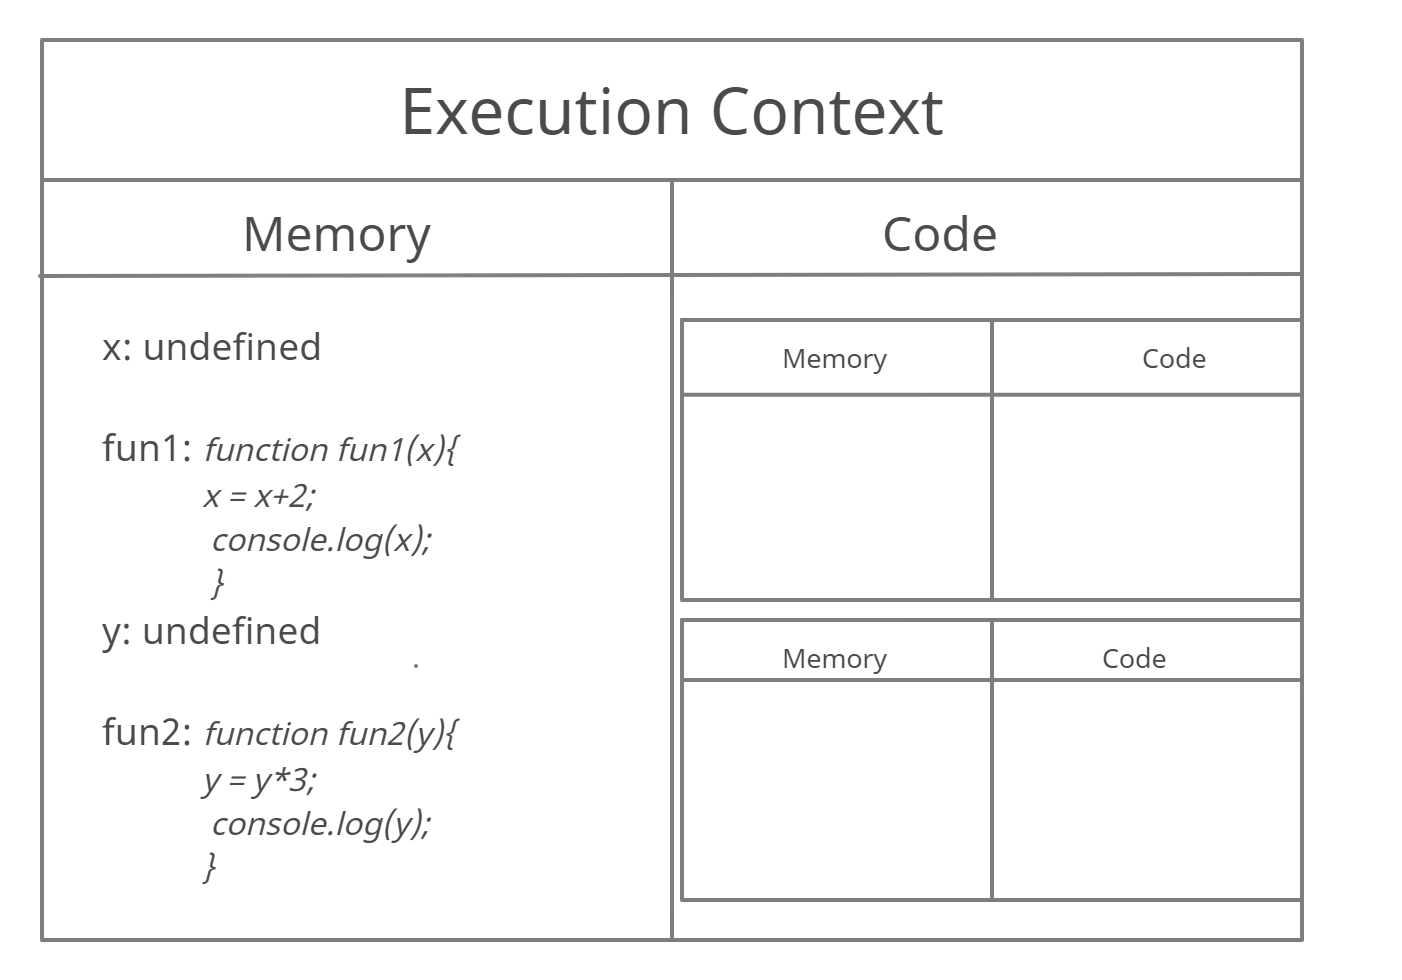 Execution Context
Memory
Code
x: undefined
fun1: function fun1(x){
x = x+2;
console.log(x);
}
y: undefined
fun2: function fun2(y){
y = y*3;
console.log(y);
}
Memory
Code
Memory
Code